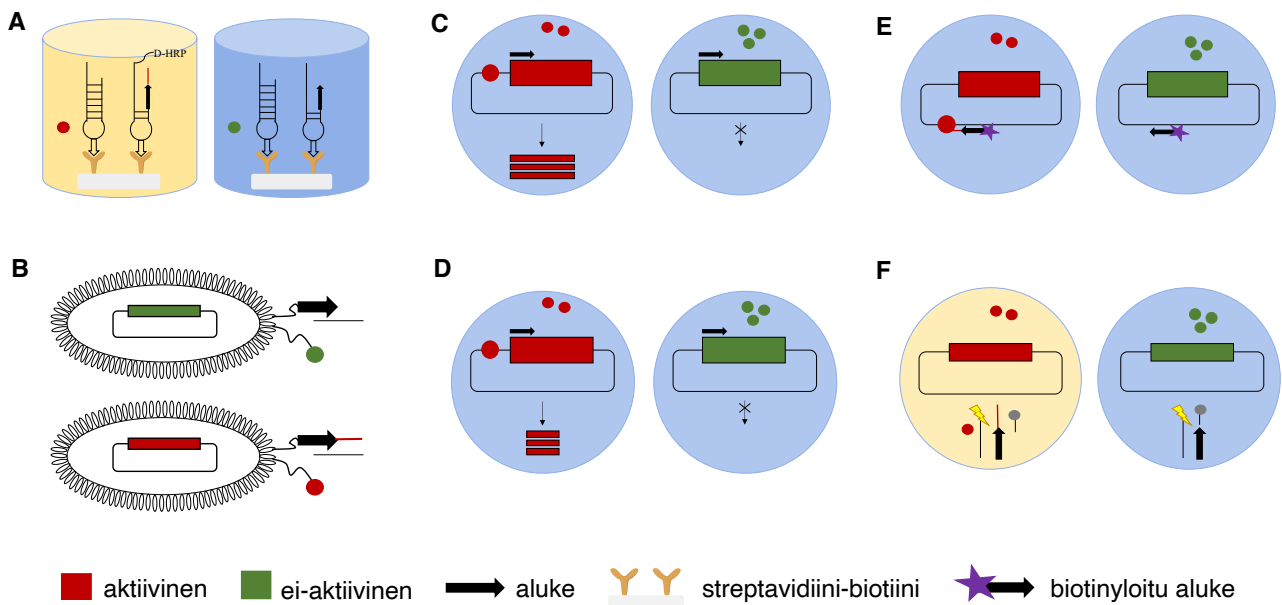 A
D-HRP
B
C
D
E
F
aktiivinen
ei-aktiivinen
aluke
streptavidiini-biotiini
biotinyloitu aluke